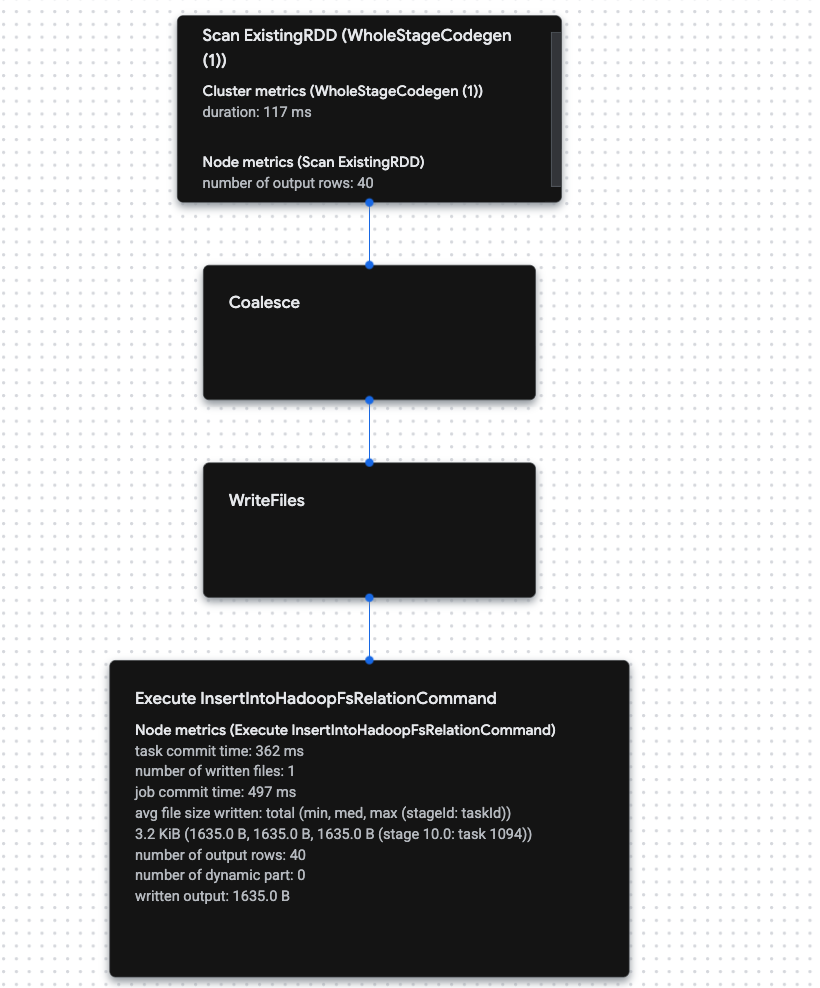 Scan ExistingRDD (WholeStageCodegen
(1))
Cluster metrics (WholeStageCodegen (1))
duration: 117 ms
Node metrics (Scan ExistingRDD)
number of output rows: 40
Coalesce
WriteFiles
Execute InsertIntoHadoopFsRelationCommand
Node metrics (Execute InsertIntoHadoopFsRelationCommand)
task commit time: 362 ms
number of written files: 1
job commit time: 497 ms
avg file size written: total (min, med, max (stageId: taskId))
3.2 KiB (1635.0 B, 1635.0 B, 1635.0 B (stage 10.0: task 1094))
number of output rows: 40
number of dynamic part: 0
written output: 1635.0 B